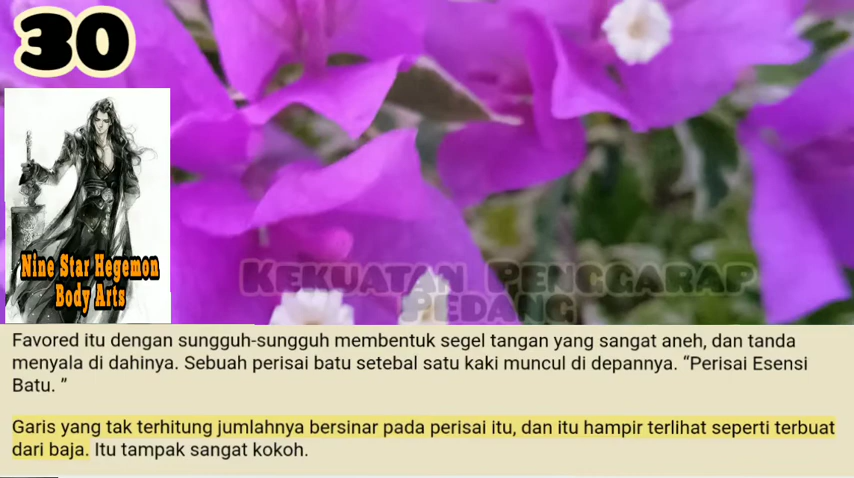 30
Nine Star Hegemon
Body Arts
Kekuatan Penggarap
Pedang
Favored itu dengan sungguh-sungguh membentuk segel tangan yang sangat aneh, dan tanda
menyala di dahinya. Sebuah perisai batu setebal satu kaki muncul di depannya. “Perisai Esensi
Batu. ”
Garis yang tak terhitung jumlahnya bersinar pada perisai itu, dan itu hampir terlihat seperti terbuat
dari baja. Itu tampak sangat kokoh.